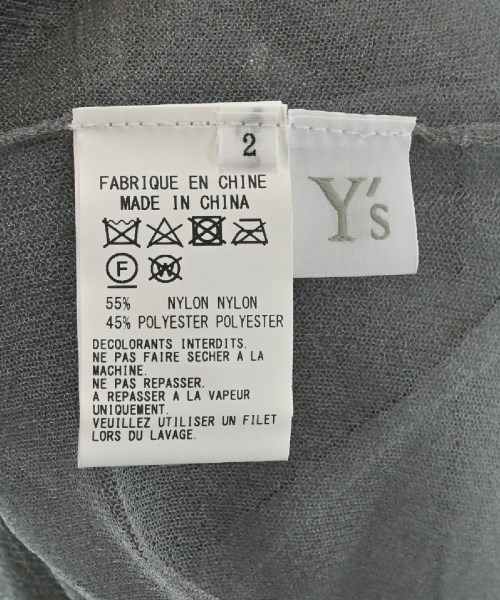 2
Y's
FABRIQUE EN CHINE
MADE IN CHINA
F W
55% NYLON NYLON
45% POLYESTER POLYESTER
DECOLORANTS INTERDITS.
NE PAS FAIRE SECHER A LA
MACHINE.
NE PAS REPASSER.
A REPASSER A LA VAPEUR
UNIQUEMENT.
VEUILLEZ UTILISER UN FILET
LORS DU LAVAGE.